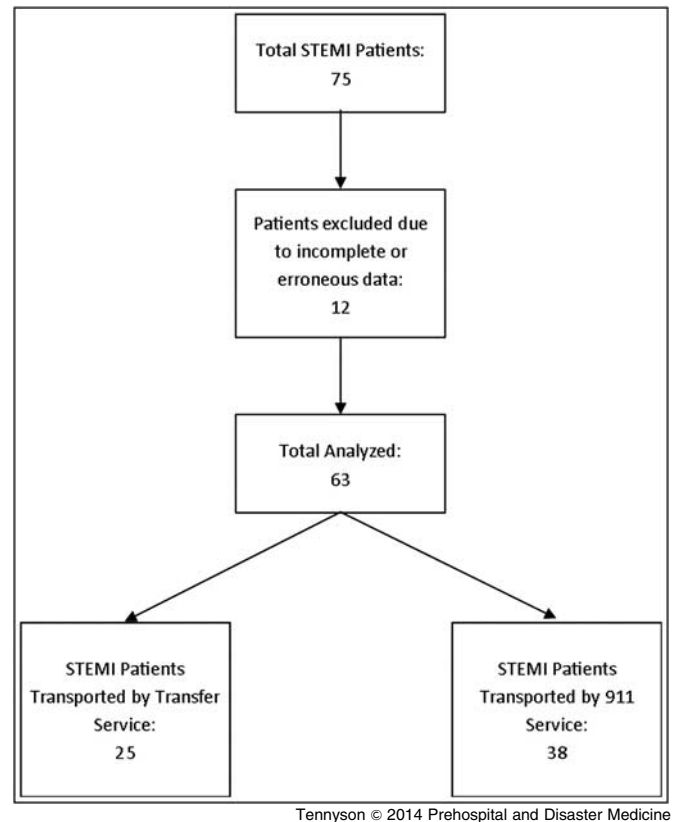 Total STEMI Patients:
75
Patients excluded due
to incomplete or
erroneous data:
12
Total Analyzed:
63
STEMI Patients
Transported by Transfer
Service:
25
STEMI Patients
Transported by 911
Service:
38
Tennyson © 2014 Prehospital and Disaster Medicine